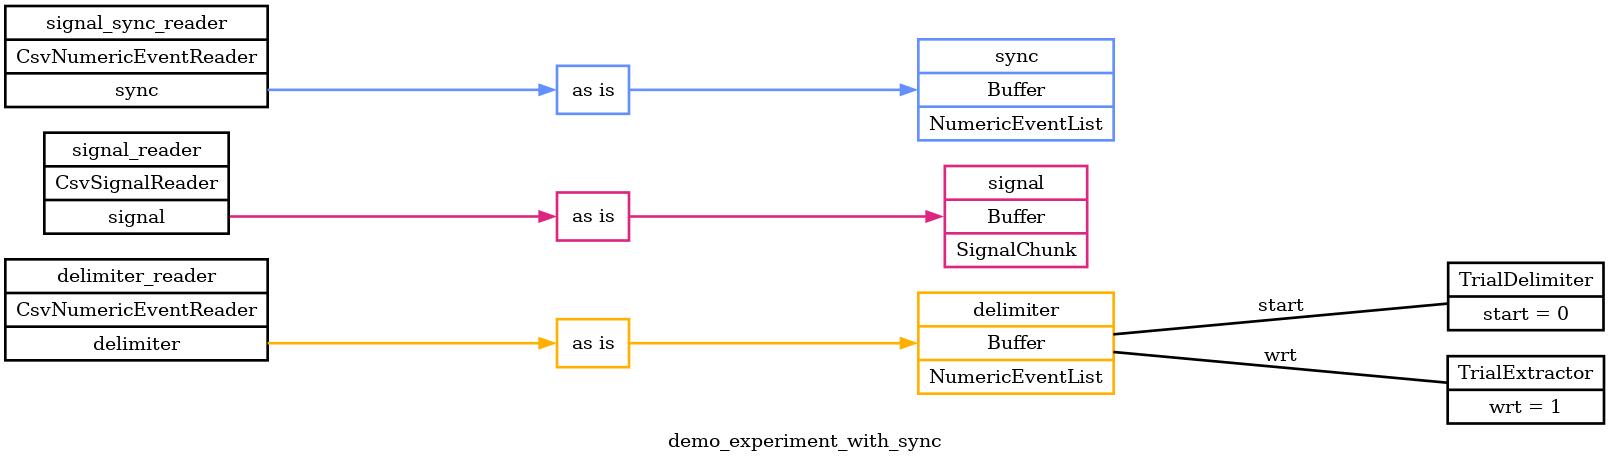 signal_sync_reader
CsvNumericEventReader
sync
as is
sync
Buffer
NumericEventList
signal_reader
CsvSignalReader
signal
as is
signal
Buffer
SignalChunk
delimiter_reader
CsvNumericEventReader
delimiter
as is
delimiter
Buffer
NumericEventList
start
wrt
TrialDelimiter
start = 0
TrialExtractor
wrt = 1
demo_experiment_with_sync